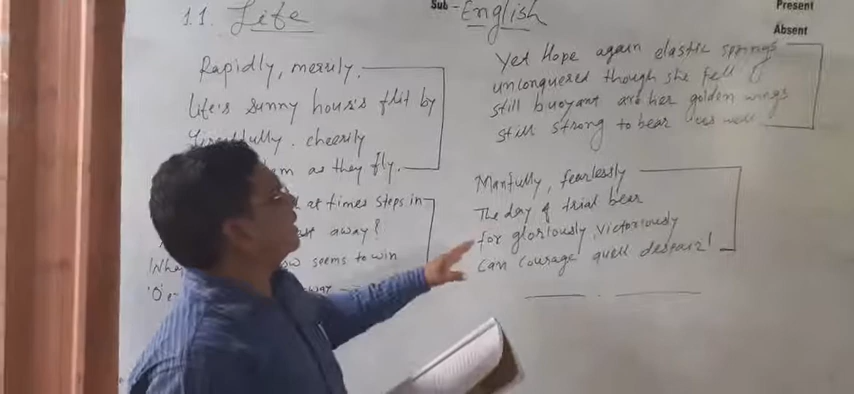 Sub - English
Present
Absent
11. Life
Rapidly, merrily.
Life's sunny hours flit by
cheerily
as they fly.
at times steps in
away?
seems to win
Yet Hope again elastic springs
unconquered though she fell
still buoyant are her golden wings
still strong to bear us well
Manfully, fearlessly
The day of trial bear
for gloriously, victoriously
can courage quell despair!